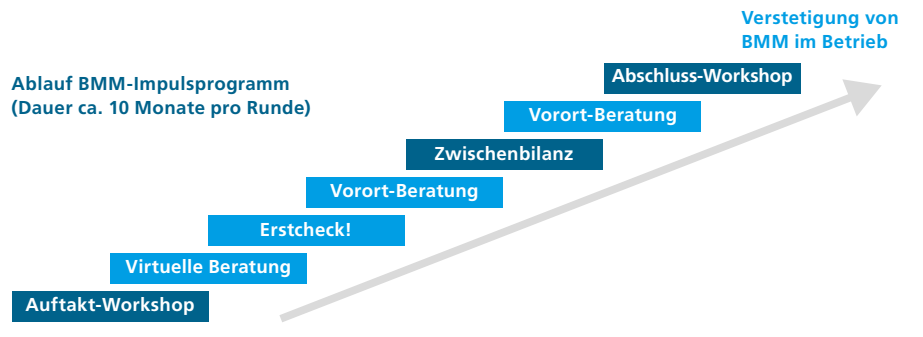 Verstetigung von
BMM im Betrieb
Ablauf BMM-Impulsprogramm
(Dauer ca. 10 Monate pro Runde)
Abschluss-Workshop
Vorort-Beratung
Zwischenbilanz
Vorort-Beratung
Erstcheck!
Virtuelle Beratung
Auftakt-Workshop